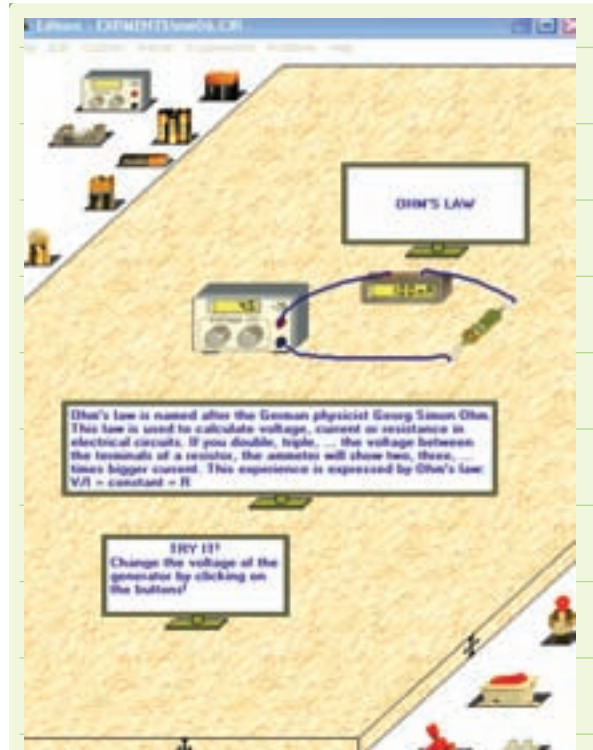 Edison - EXPMENTS\
OHM'S LAW
Ohm's law is named after the German physicist Georg Simon Ohm.
This law is used to calculate voltage, current or resistance in
electrical circuits. If you double, triple, ... the voltage between
the terminals of a resistor, the ammeter will show two, three, ...
times bigger current. This experience is expressed by Ohm's law:
V/I = constant = R
TRY IT!
Change the voltage of the
generator by clicking on
the buttons!